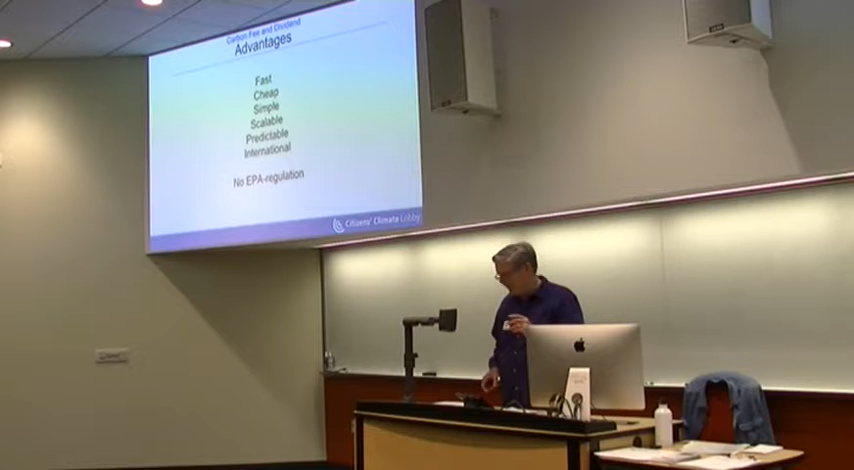 Carbon Fee and Dividend
Advantages
Fast
Cheap
Simple
Scalable
Predictable
International
No EPA-regulation
Citizens' Climate Lobby